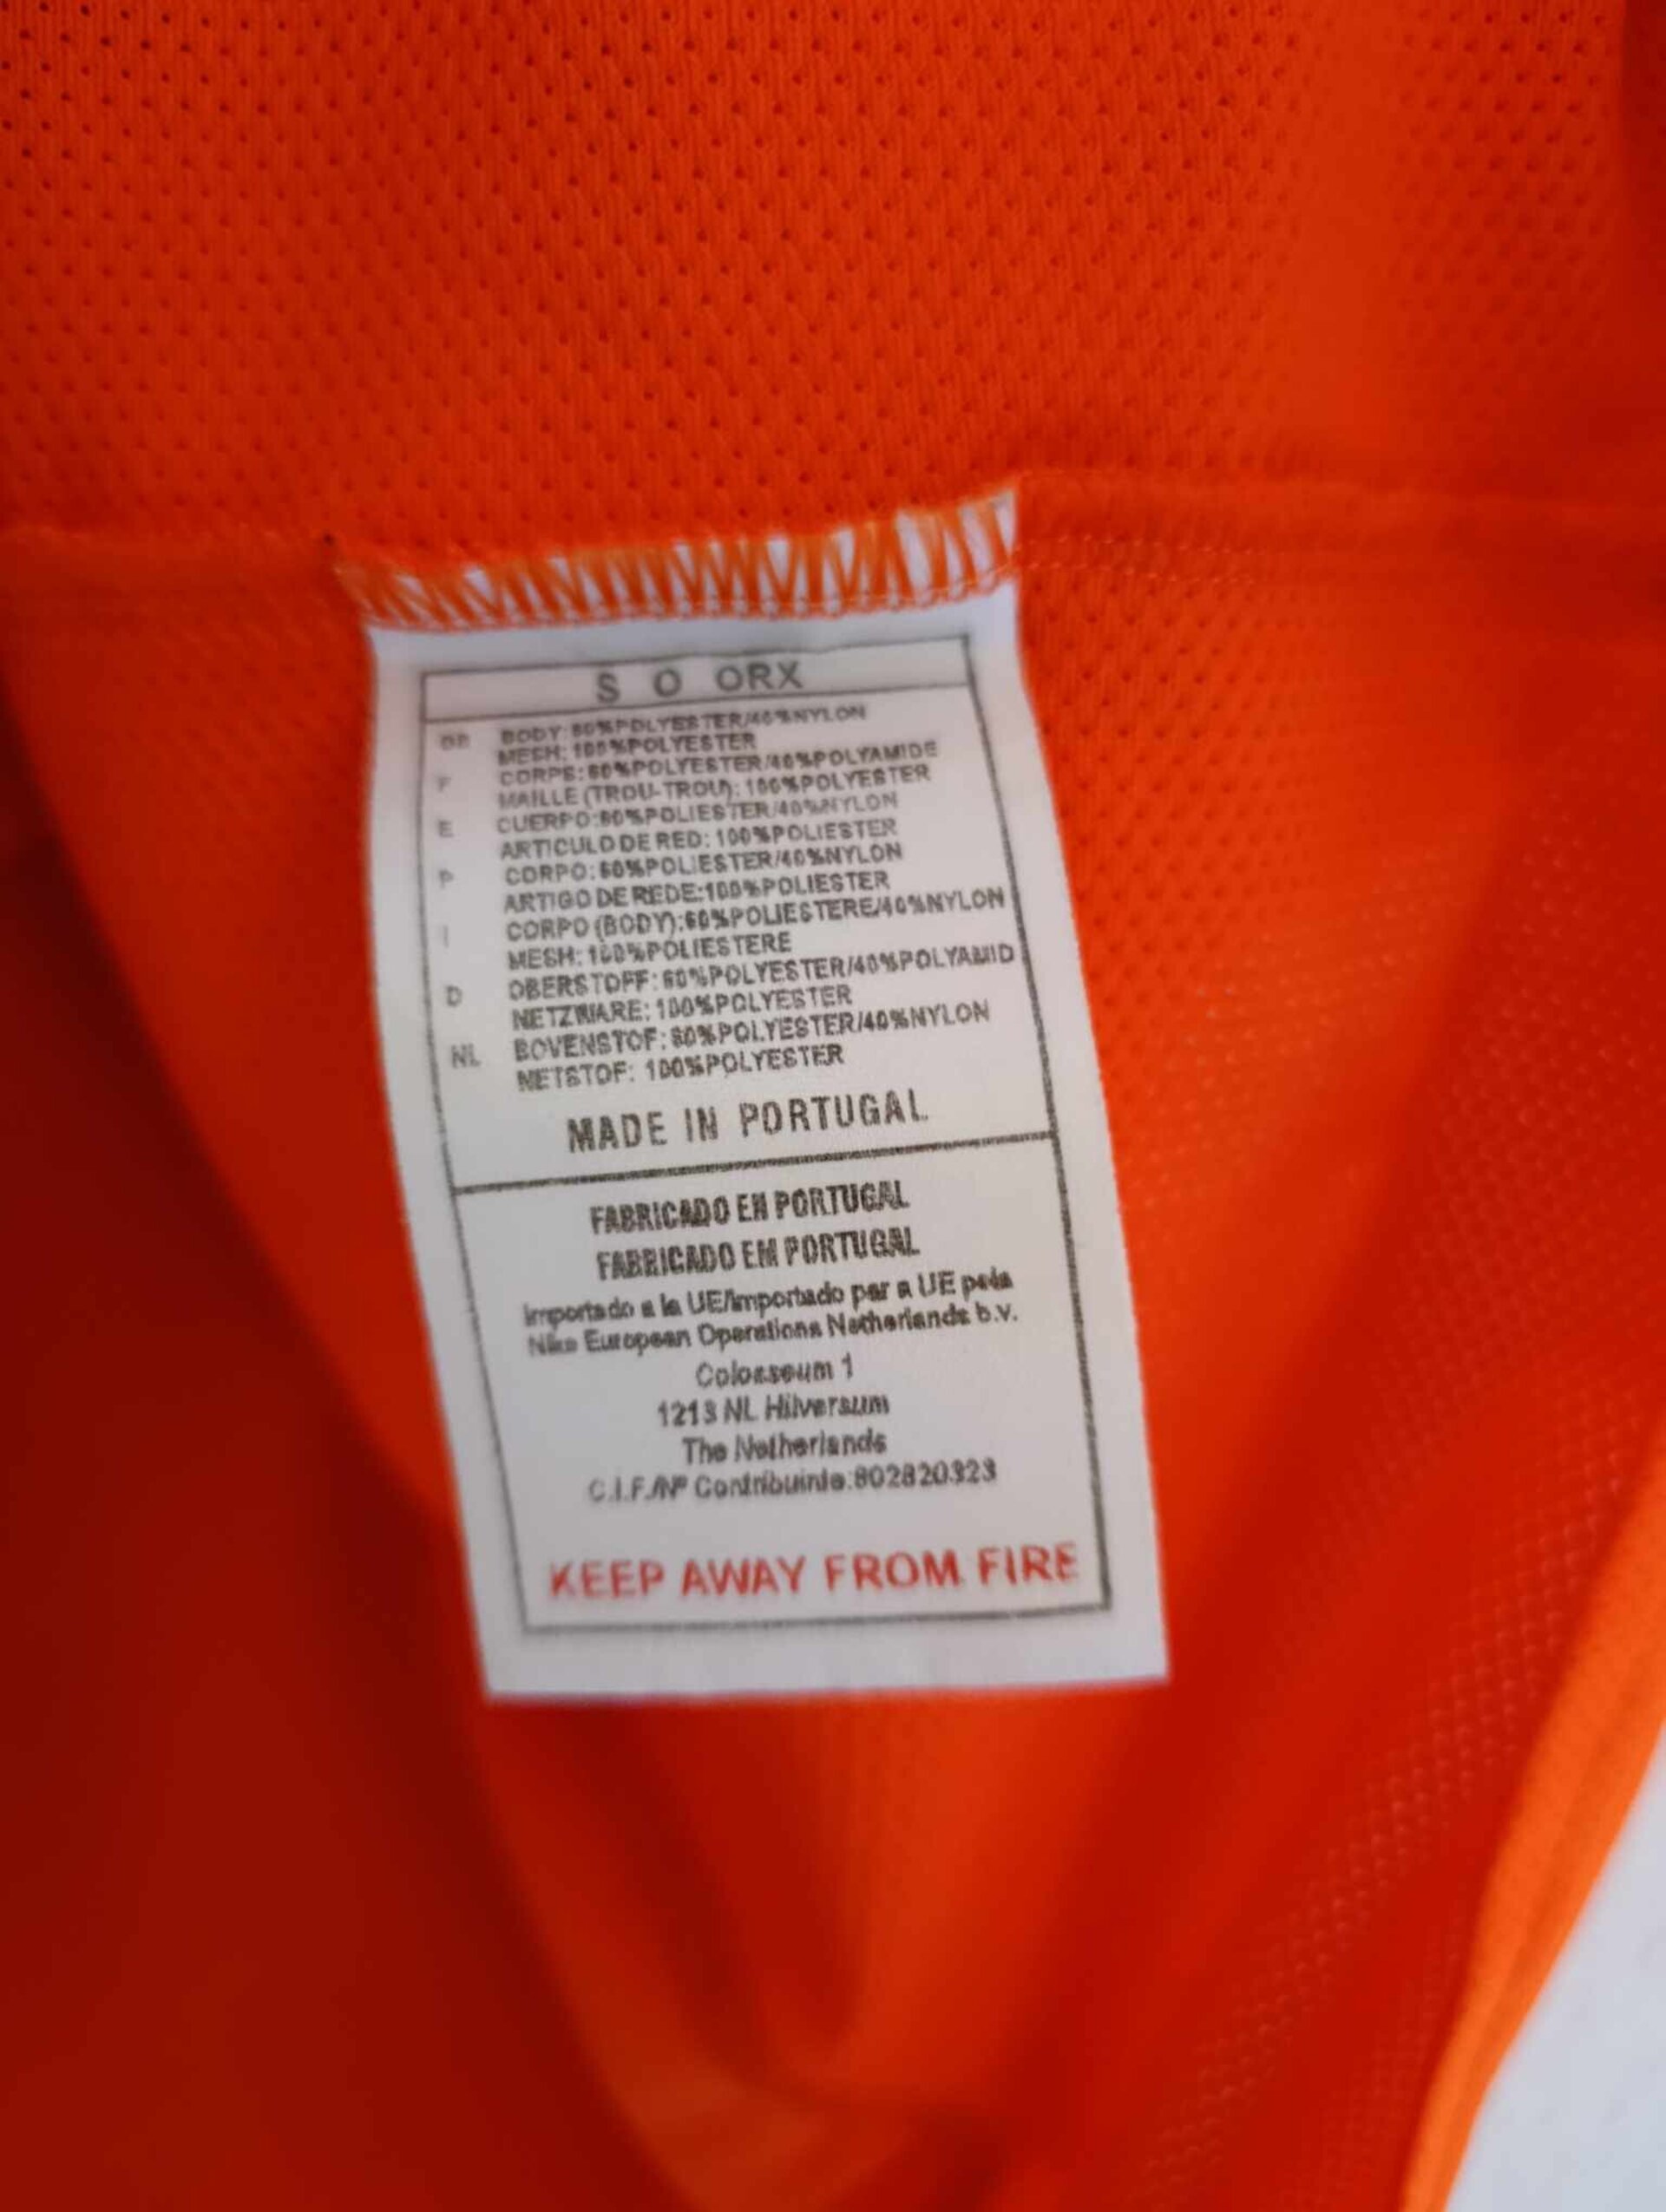 S O ORX
GB BODY:60%POLYESTER/40%NYLON
MESH: 100%POLYESTER
F CORPS:60%POLYESTER/40%POLYAMIDE
MAILLE (TROU-TROU): 100%POLYESTER
E CUERPO:60%POLIESTER/40%NYLON
ARTICULO DE RED: 100%POLIESTER
P CORPO: 60%POLIESTER/40%NYLON
ARTIGO DE REDE:100%POLIESTER
I CORPO (BODY):60%POLIESTERE/40%NYLON
MESH: 100%POLIESTERE
D OBERSTOFF: 60%POLYESTER/40%POLYAMID
NETZWARE: 100%POLYESTER
NL BOVENSTOF: 60%POLYESTER/40%NYLON
NETSTOF: 100%POLYESTER
MADE IN PORTUGAL
FABRICADO EN PORTUGAL
FABRICADO EM PORTUGAL
Importado a la UE/Importado par a UE pela
Nike European Operations Netherlands b.v.
Colosseum 1
1213 NL Hilversum
The Netherlands
C.I.F./Nº Contribuinte:802820323
KEEP AWAY FROM FIRE